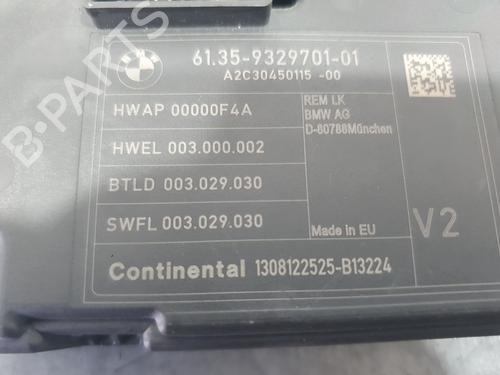 B-PARTS
61.35-9329701-01
A2C30450115 -00
HWAP 00000F4A
REM LK
BMW AG
D-80788München
HWEL 003.000.002
BTLD 003.029.030
SWFL 003.029.030
Made in EU
V2
Continental 1308122525-B13224